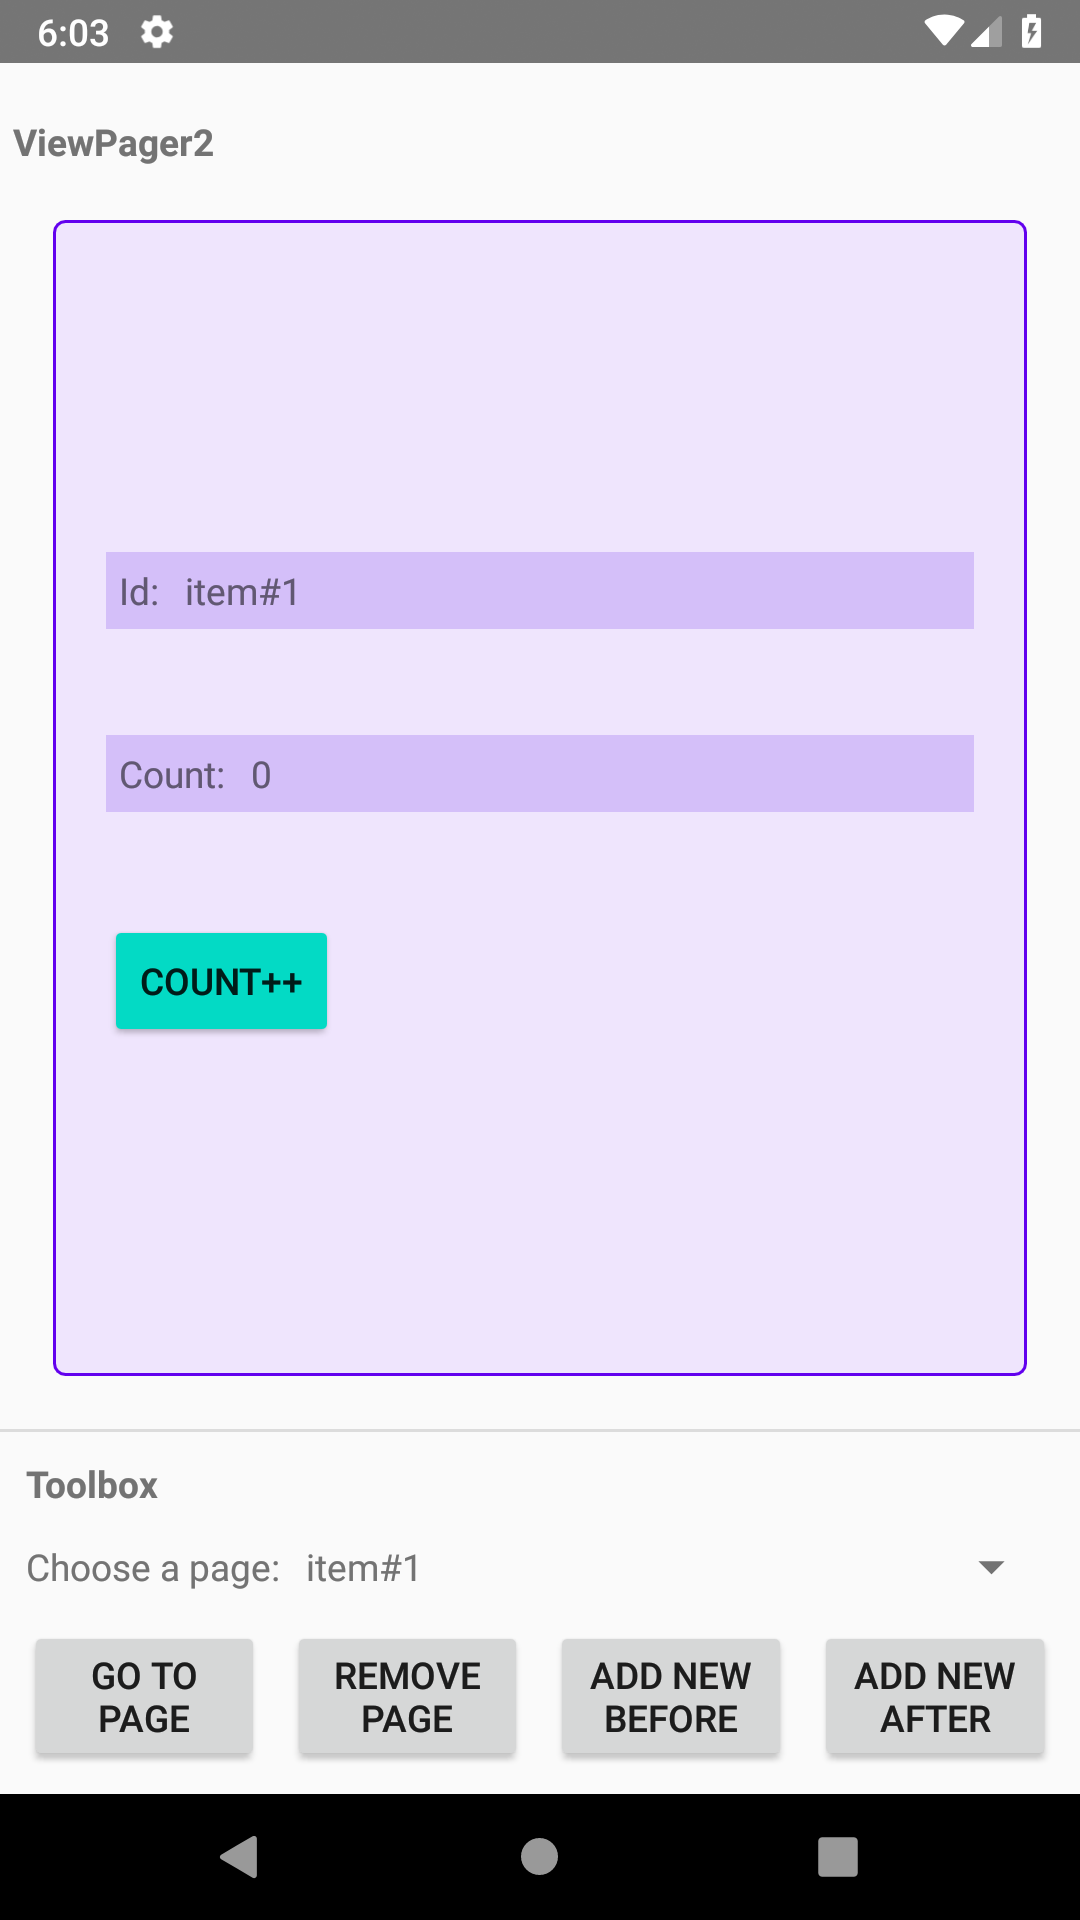 6:03
ViewPager2
Id: item#1
Count: 0
COUNT++
Toolbox
Choose a page: item#1
GO TO
PAGE
REMOVE
PAGE
ADD NEW
BEFORE
ADD NEW
AFTER